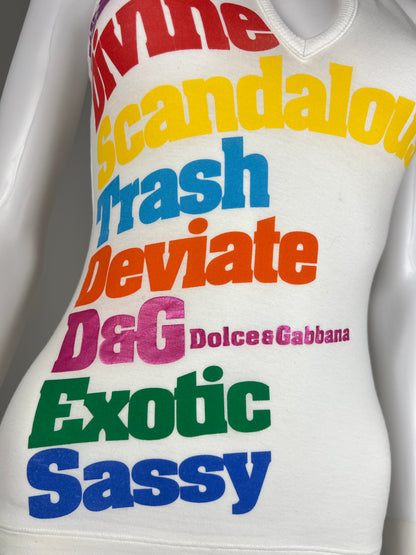 Divine
Scandalou
Trash
Deviate
D&G Dolce&Gabbana
Exotic
Sassy